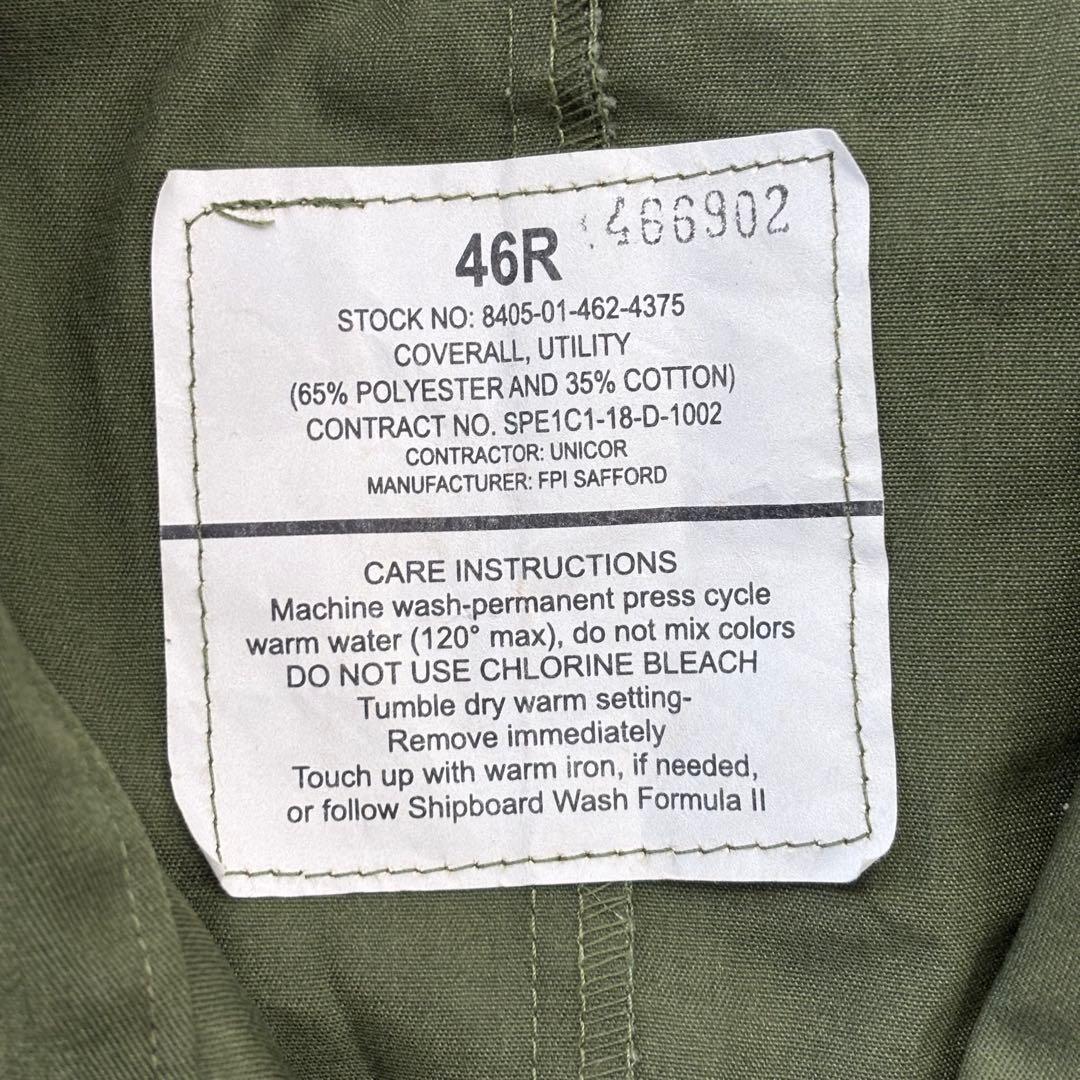 466902
46R
STOCK NO: 8405-01-462-4375
COVERALL, UTILITY
(65% POLYESTER AND 35% COTTON)
CONTRACT NO. SPE1C1-18-D-1002
CONTRACTOR: UNICOR
MANUFACTURER: FPI SAFFORD
CARE INSTRUCTIONS
Machine wash-permanent press cycle
warm water (120° max), do not mix colors
DO NOT USE CHLORINE BLEACH
Tumble dry warm setting-
Remove immediately
Touch up with warm iron, if needed,
or follow Shipboard Wash Formula II